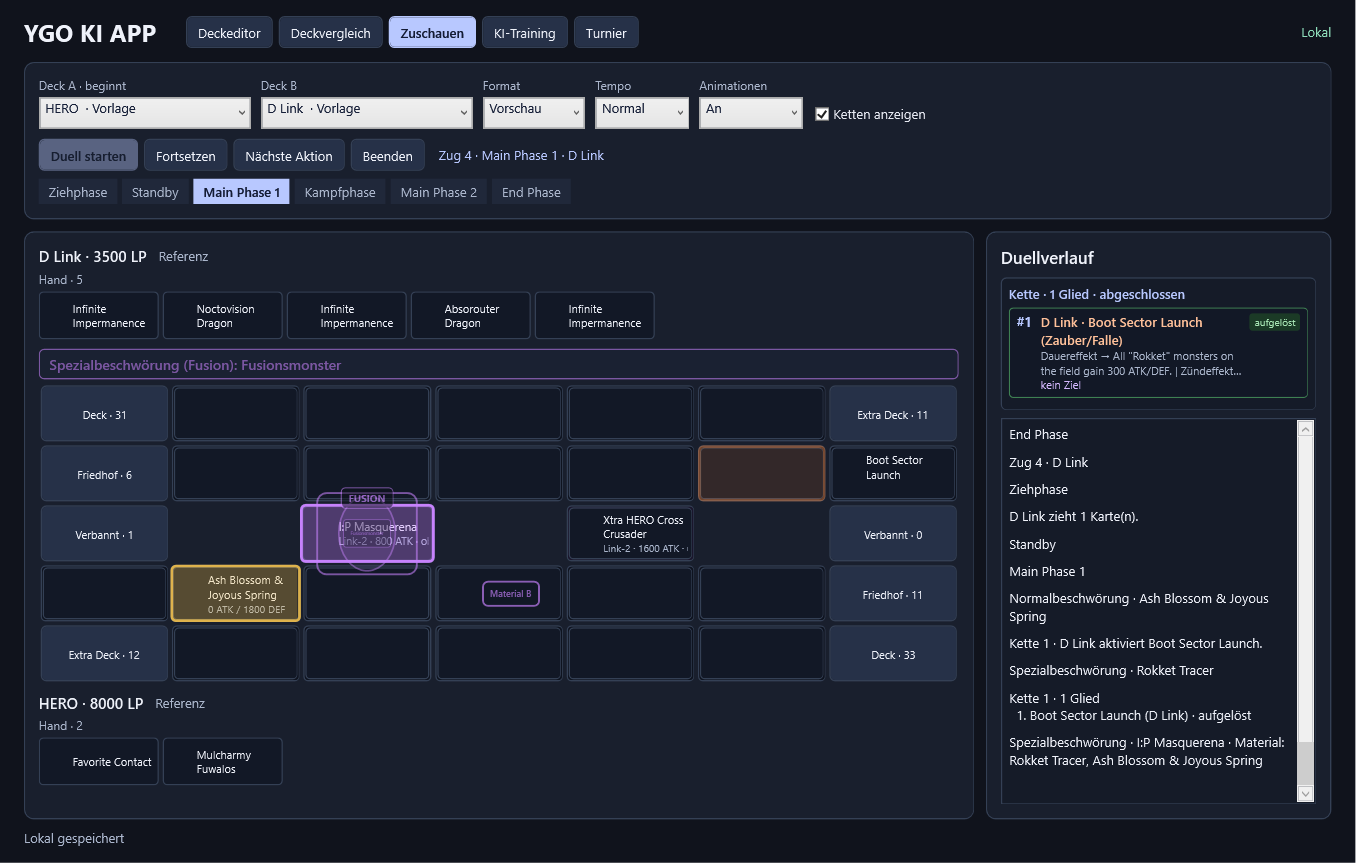 YGO KI APP
Deckeditor
Deckvergleich
Zuschauen
KI-Training
Turnier
Lokal
Deck A · beginnt
Deck B
Format
Tempo
Animationen
HERO · Vorlage
D Link · Vorlage
Vorschau
Normal
An
Ketten anzeigen
Duell starten
Fortsetzen
Nächste Aktion
Beenden
Zug 4 · Main Phase 1 · D Link
Ziehphase
Standby
Main Phase 1
Kampfphase
Main Phase 2
End Phase
D Link · 3500 LP
Referenz
Hand · 5
Infinite
Impermanence
Noctovision
Dragon
Infinite
Impermanence
Absorouter
Dragon
Infinite
Impermanence
Spezialbeschwörung (Fusion): Fusionsmonster
Deck · 31
Extra Deck · 11
Friedhof · 6
Boot Sector
Launch
Verbannt · 1
FUSION
I:P Masquerena
Link-2 · 800 ATK · ol
Xtra HERO Cross
Crusader
Link-2 · 1600 ATK ·
Verbannt · 0
Ash Blossom &
Joyous Spring
0 ATK / 1800 DEF
Material 8
Friedhof · 11
Extra Deck · 12
Deck · 33
HERO · 8000 LP
Referenz
Hand · 2
Favorite Contact
Mulcharmy
Fuwalos
Duellverlauf
Kette · 1 Glied · abgeschlossen
#1
D Link · Boot Sector Launch
(Zauber/Falle)
aufgelöst
Dauereffekt → All "Rokket" monsters on
the field gain 300 ATK/DEF. | Zündeffekt...
kein Ziel
End Phase
Zug 4 · D Link
Ziehphase
D Link zieht 1 Karte(n).
Standby
Main Phase 1
Normalbeschwörung · Ash Blossom & Joyous
Spring
Kette 1 · D Link aktiviert Boot Sector Launch.
Spezialbeschwörung · Rokket Tracer
Kette 1 · 1 Glied
1. Boot Sector Launch (D Link) · aufgelöst
Spezialbeschwörung · I:P Masquerena · Material:
Rokket Tracer, Ash Blossom & Joyous Spring
Lokal gespeichert